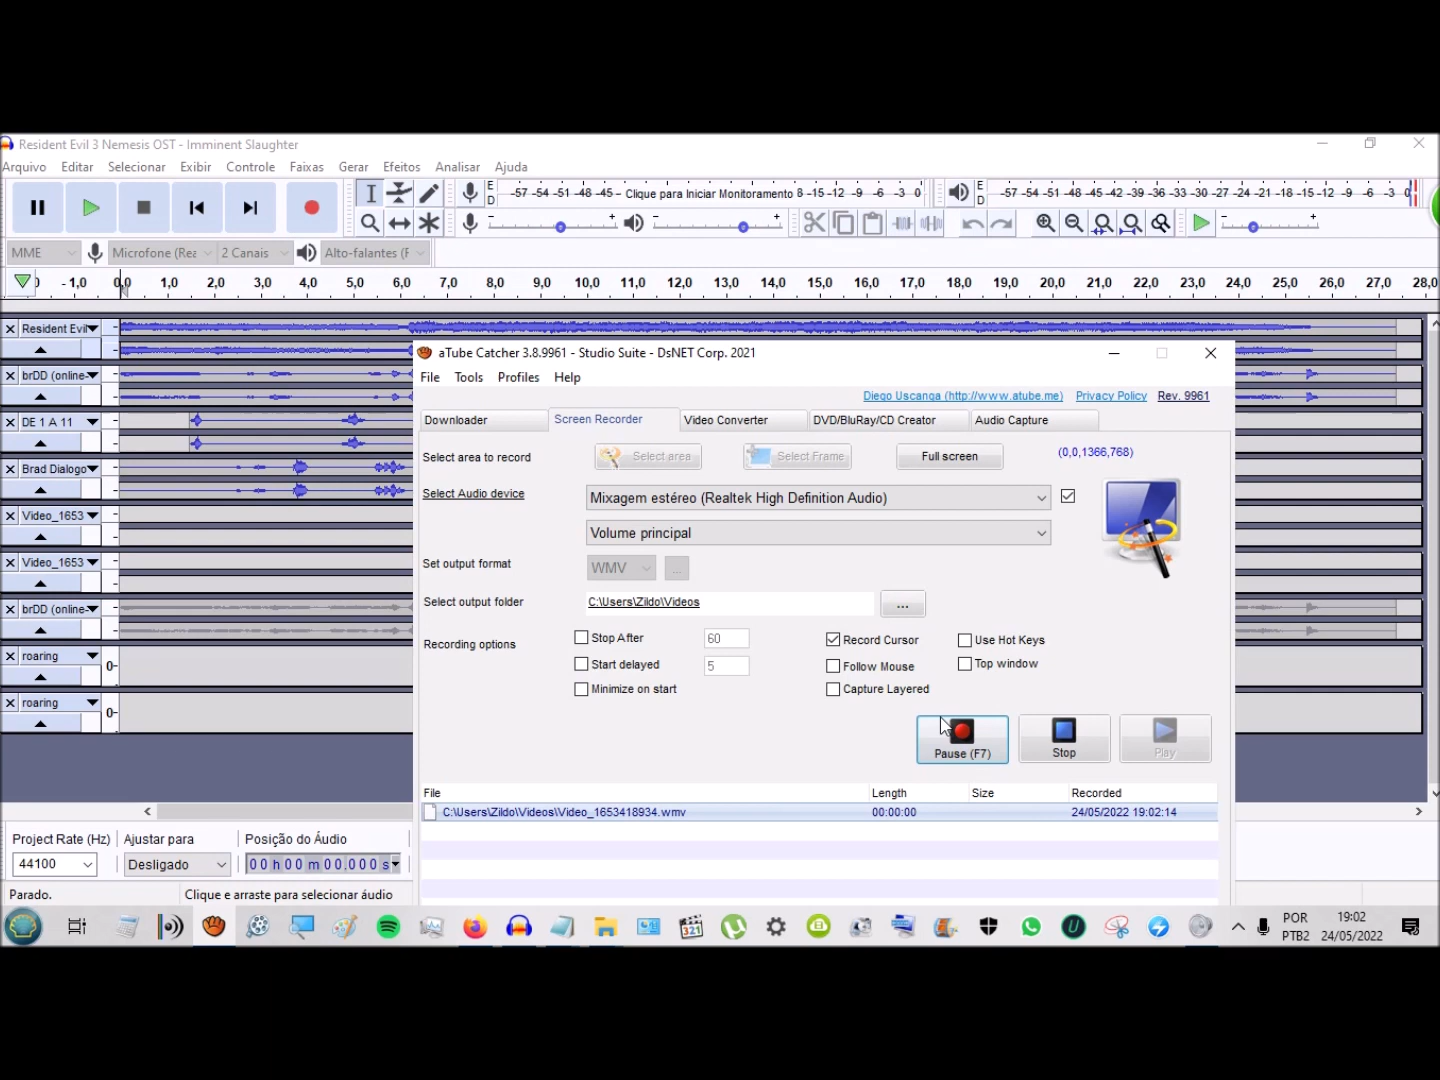 Resident Evil 3 Nemesis OST - Imminent Slaughter
Arquivo Editar Selecionar Exibir Controle Faixas Gerar Efeitos Analisar Ajuda
E D -57 -54 -51 -48 -45 - Clique para Iniciar Monitoramento 8 -15 -12 -9 -6 -3 0
E D -57 -54 -51 -48 -45 -42 -39 -36 -33 -30 -27 -24 -21 -18 -15 -12 -9 -6 -3 0
MME Microfone (Rea 2 Canais Alto-falantes (F
- 1,0 0,0 1,0 2,0 3,0 4,0 5,0 6,0 7,0 8,0 9,0 10,0 11,0 12,0 13,0 14,0 15,0 16,0 17,0 18,0 19,0 20,0 21,0 22,0 23,0 24,0 25,0 26,0 27,0 28,0
Resident Evil
brDD (online-
DE 1 A 11
Brad Dialogo
Video_1653
Video_1653
brDD (online-
roaring
0-
roaring
0-
aTube Catcher 3.8.9961 - Studio Suite - DsNET Corp. 2021
File Tools Profiles Help
Diego Uscanga (http://www.atube.me) Privacy Policy Rev. 9961
Downloader Screen Recorder Video Converter DVD/BluRay/CD Creator Audio Capture
Select area to record Select area Select Frame Full screen (0,0,1366,768)
Select Audio device Mixagem estéreo (Realtek High Definition Audio)
Volume principal
Set output format WMV ...
Select output folder C:\Users\Zildo\Videos ...
Recording options Stop After 60 Record Cursor Use Hot Keys
Start delayed 5 Follow Mouse Top window
Minimize on start Capture Layered
Pause (F7) Stop Play
File Length Size Recorded
C:\Users\Zildo\Videos\Video_1653418934.wmv 00:00:00 24/05/2022 19:02:14
Project Rate (Hz) Ajustar para Posição do Áudio
44100 Desligado 00h00m00.000s
Parado. Clique e arraste para selecionar áudio
321
POR 19:02
PTB2 24/05/2022